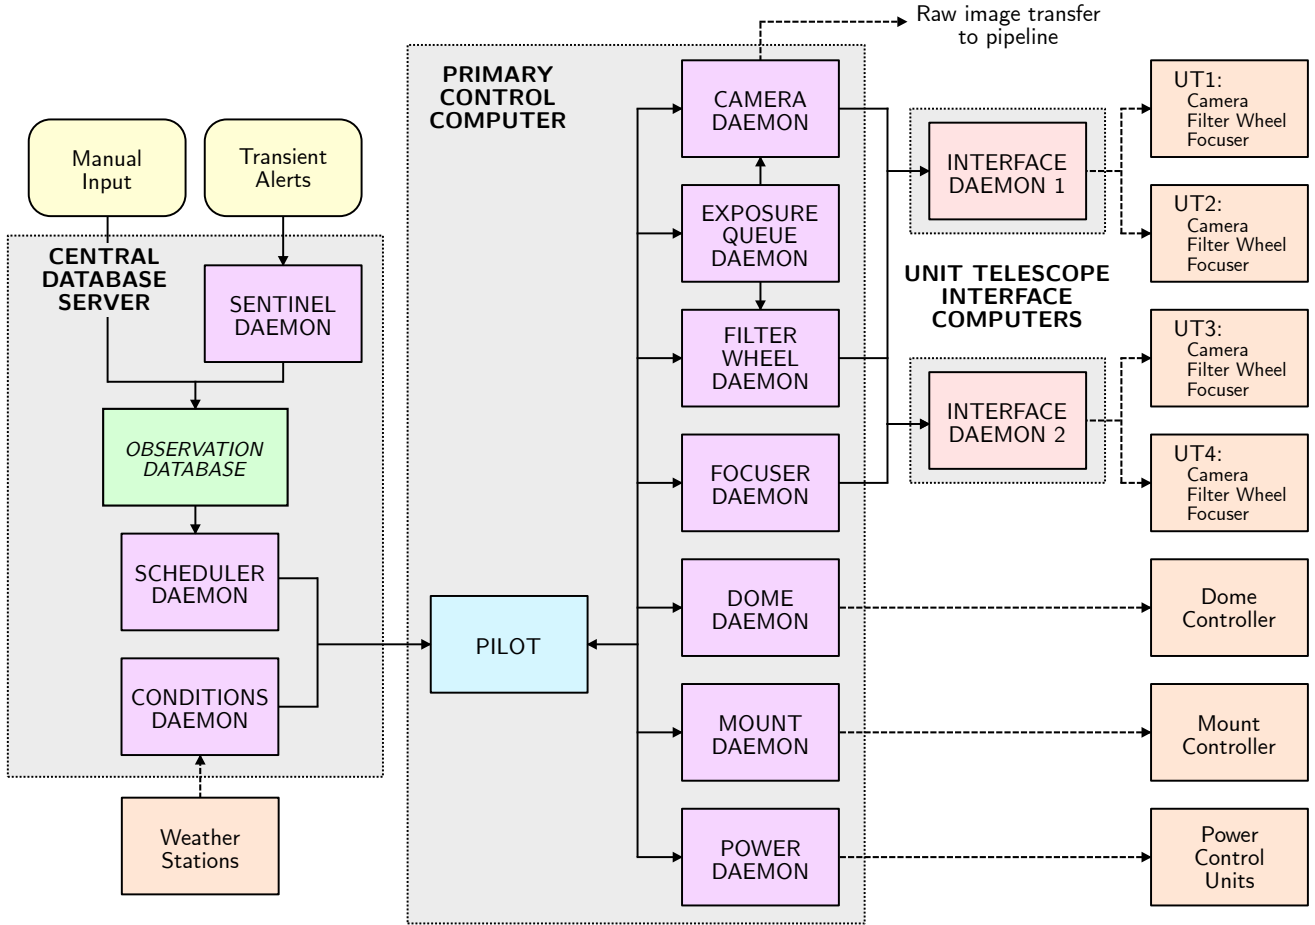 Raw image transfer
to pipeline
PRIMARY
CONTROL
COMPUTER
CAMERA
DAEMON
UT1:
Camera
Filter Wheel
Focuser
Manual
Input
Transient
Alerts
INTERFACE
DAEMON 1
EXPOSURE
QUEUE
DAEMON
UT2:
Camera
Filter Wheel
Focuser
CENTRAL
DATABASE
SERVER
SENTINEL
DAEMON
UNIT TELESCOPE
INTERFACE
COMPUTERS
FILTER
WHEEL
DAEMON
UT3:
Camera
Filter Wheel
Focuser
INTERFACE
DAEMON 2
OBSERVATION
DATABASE
FOCUSER
DAEMON
UT4:
Camera
Filter Wheel
Focuser
SCHEDULER
DAEMON
DOME
DAEMON
Dome
Controller
PILOT
CONDITIONS
DAEMON
MOUNT
DAEMON
Mount
Controller
Weather
Stations
POWER
DAEMON
Power
Control
Units